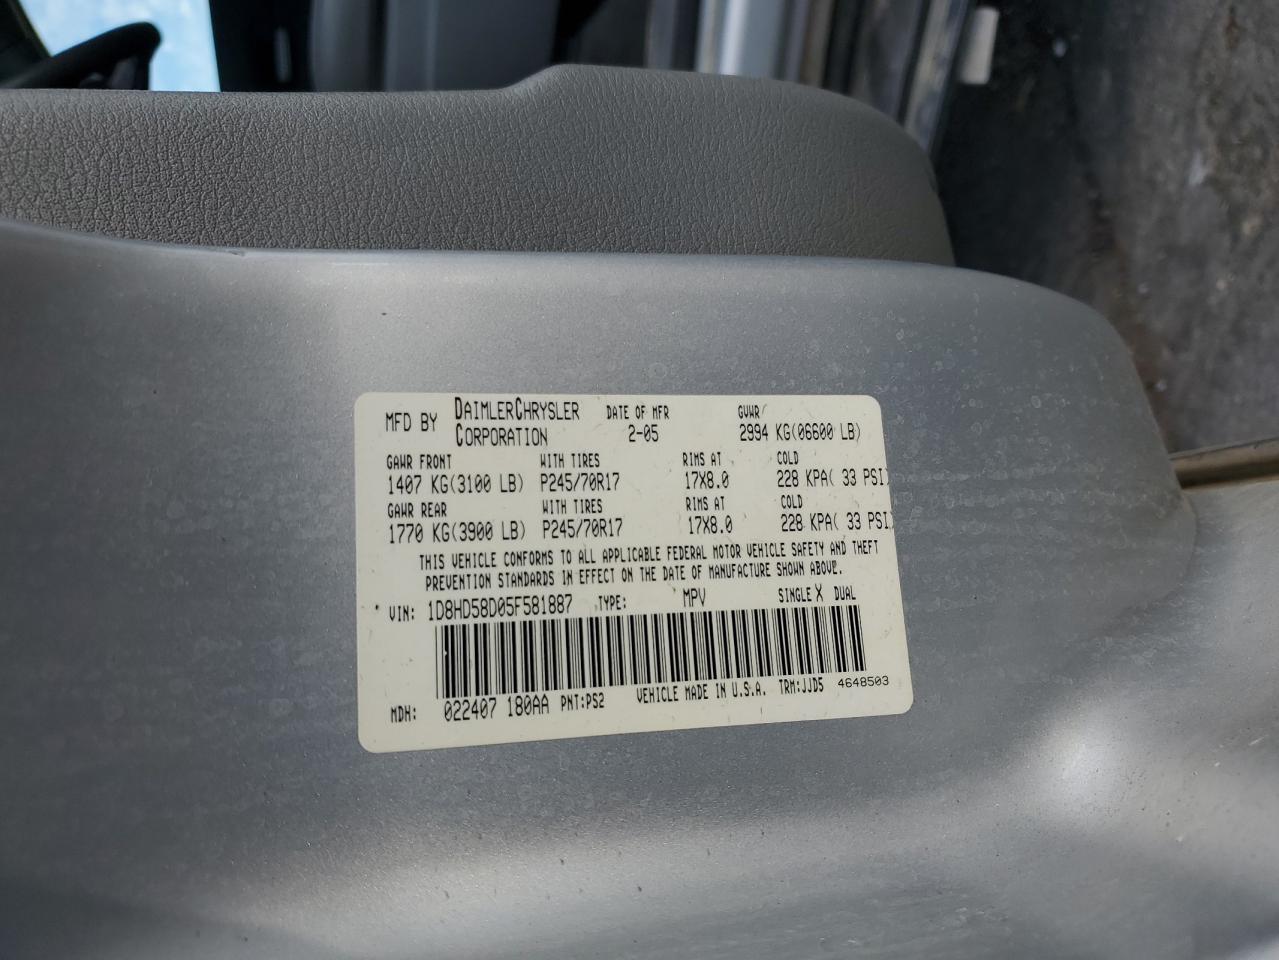 MFD BY DAIMLERCHRYSLER CORPORATION DATE OF MFR 2-05 GVWR 2994 KG(06600 LB)
GAWR FRONT WITH TIRES RIMS AT COLD
1407 KG(3100 LB) P245/70R17 17X8.0 228 KPA( 33 PSI)
GAWR REAR WITH TIRES RIMS AT COLD
1770 KG(3900 LB) P245/70R17 17X8.0 228 KPA( 33 PSI)
THIS VEHICLE CONFORMS TO ALL APPLICABLE FEDERAL MOTOR VEHICLE SAFETY AND THEFT
PREVENTION STANDARDS IN EFFECT ON THE DATE OF MANUFACTURE SHOWN ABOVE.
VIN: 1D8HD58D05F581887 TYPE: MPV SINGLE X DUAL
MDH: 022407 180AA PNT:PS2 VEHICLE MADE IN U.S.A. TRM:JJD5 4648503